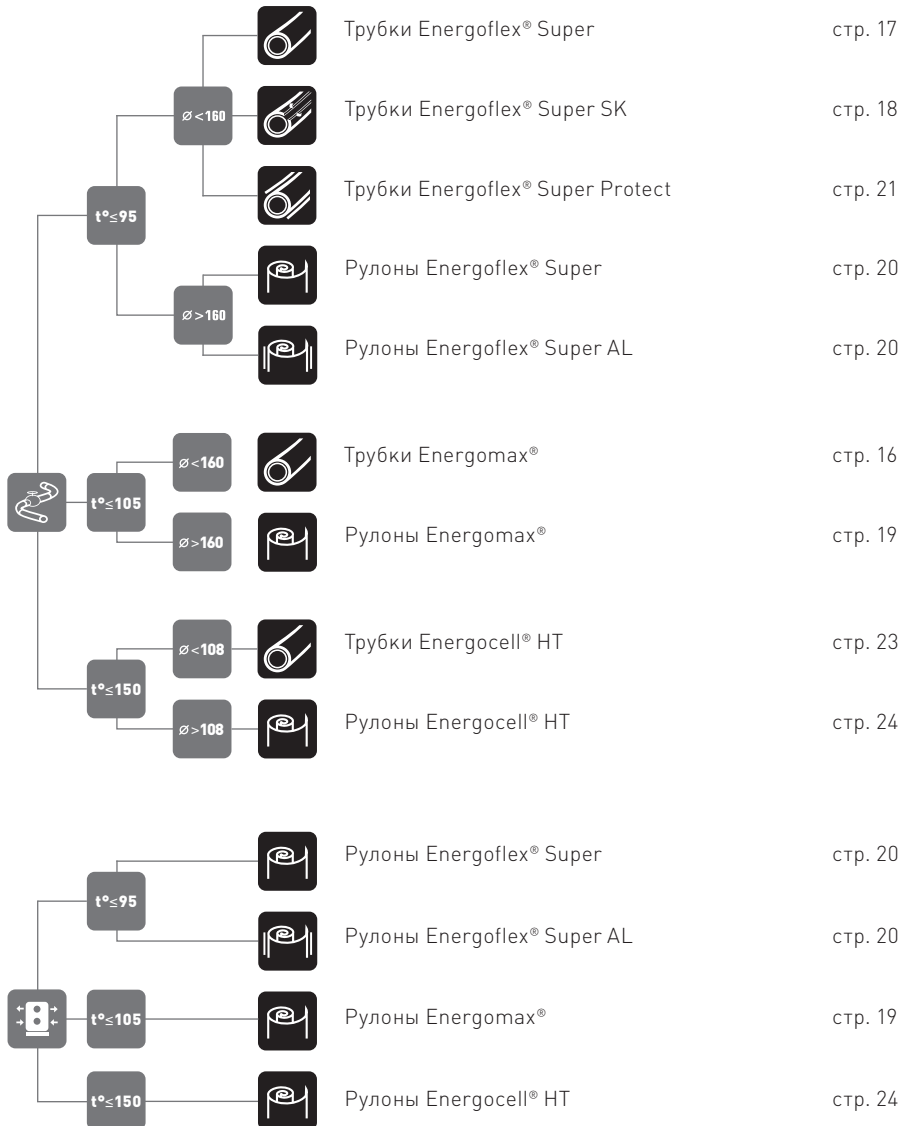 Трубки Energoflex® Super стр. 17
ø<160 Трубки Energoflex® Super SK стр. 18
Трубки Energoflex® Super Protect стр. 21
t°≤95
Рулоны Energoflex® Super стр. 20
ø>160
Рулоны Energoflex® Super AL стр. 20
ø<160 Трубки Energomax® стр. 16
t°≤105
ø>160 Рулоны Energomax® стр. 19
ø<108 Трубки Energocell® HT стр. 23
t°≤150
ø>108 Рулоны Energocell® HT стр. 24
Рулоны Energoflex® Super стр. 20
t°≤95
Рулоны Energoflex® Super AL стр. 20
t°≤105 Рулоны Energomax® стр. 19
t°≤150 Рулоны Energocell® HT стр. 24